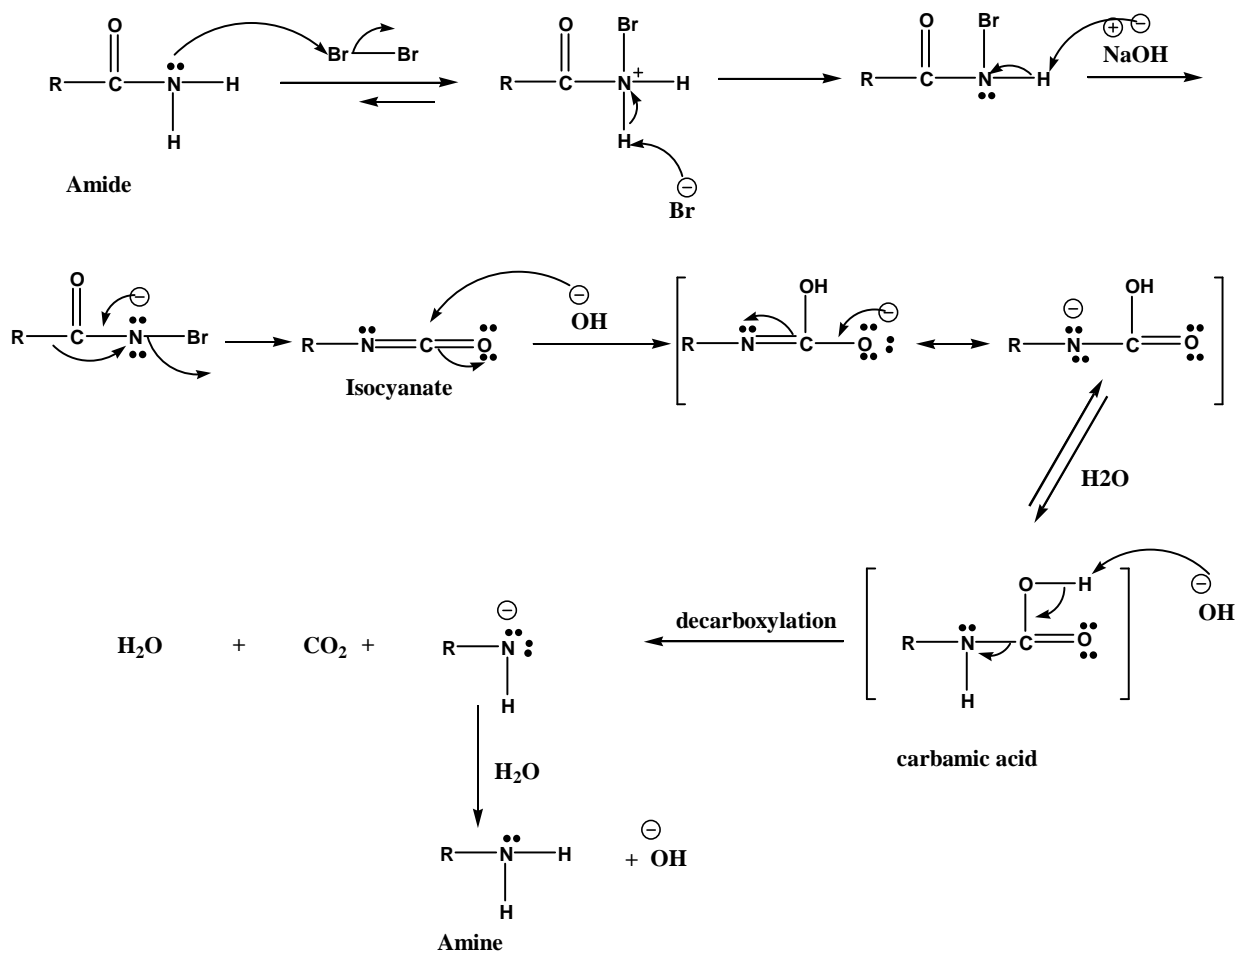 O Br—Br O Br O Br ⊕ ⊖
R—C—N—H R—C—N⁺—H R—C—N—H NaOH
H H
Amide
⊖
Br
O ⊖ ⊖ OH OH ⊖
R—C—N—Br R—N=C=O OH R—N=C—O ⊖ R—N—C=O
Isocyanate
H2O
O—H ⊖
OH
decarboxylation
H₂O + CO₂ + R—N ⊖ R—N—C=O
H H
H₂O
carbamic acid
R—N—H + ⊖ OH
H
Amine